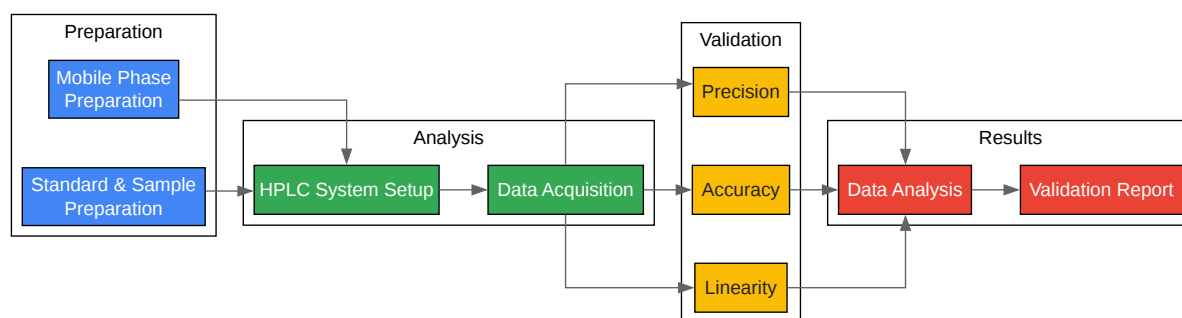 Preparation
Mobile Phase
Preparation
Standard & Sample
Preparation
Analysis
HPLC System Setup
Data Acquisition
Validation
Precision
Accuracy
Linearity
Results
Data Analysis
Validation Report